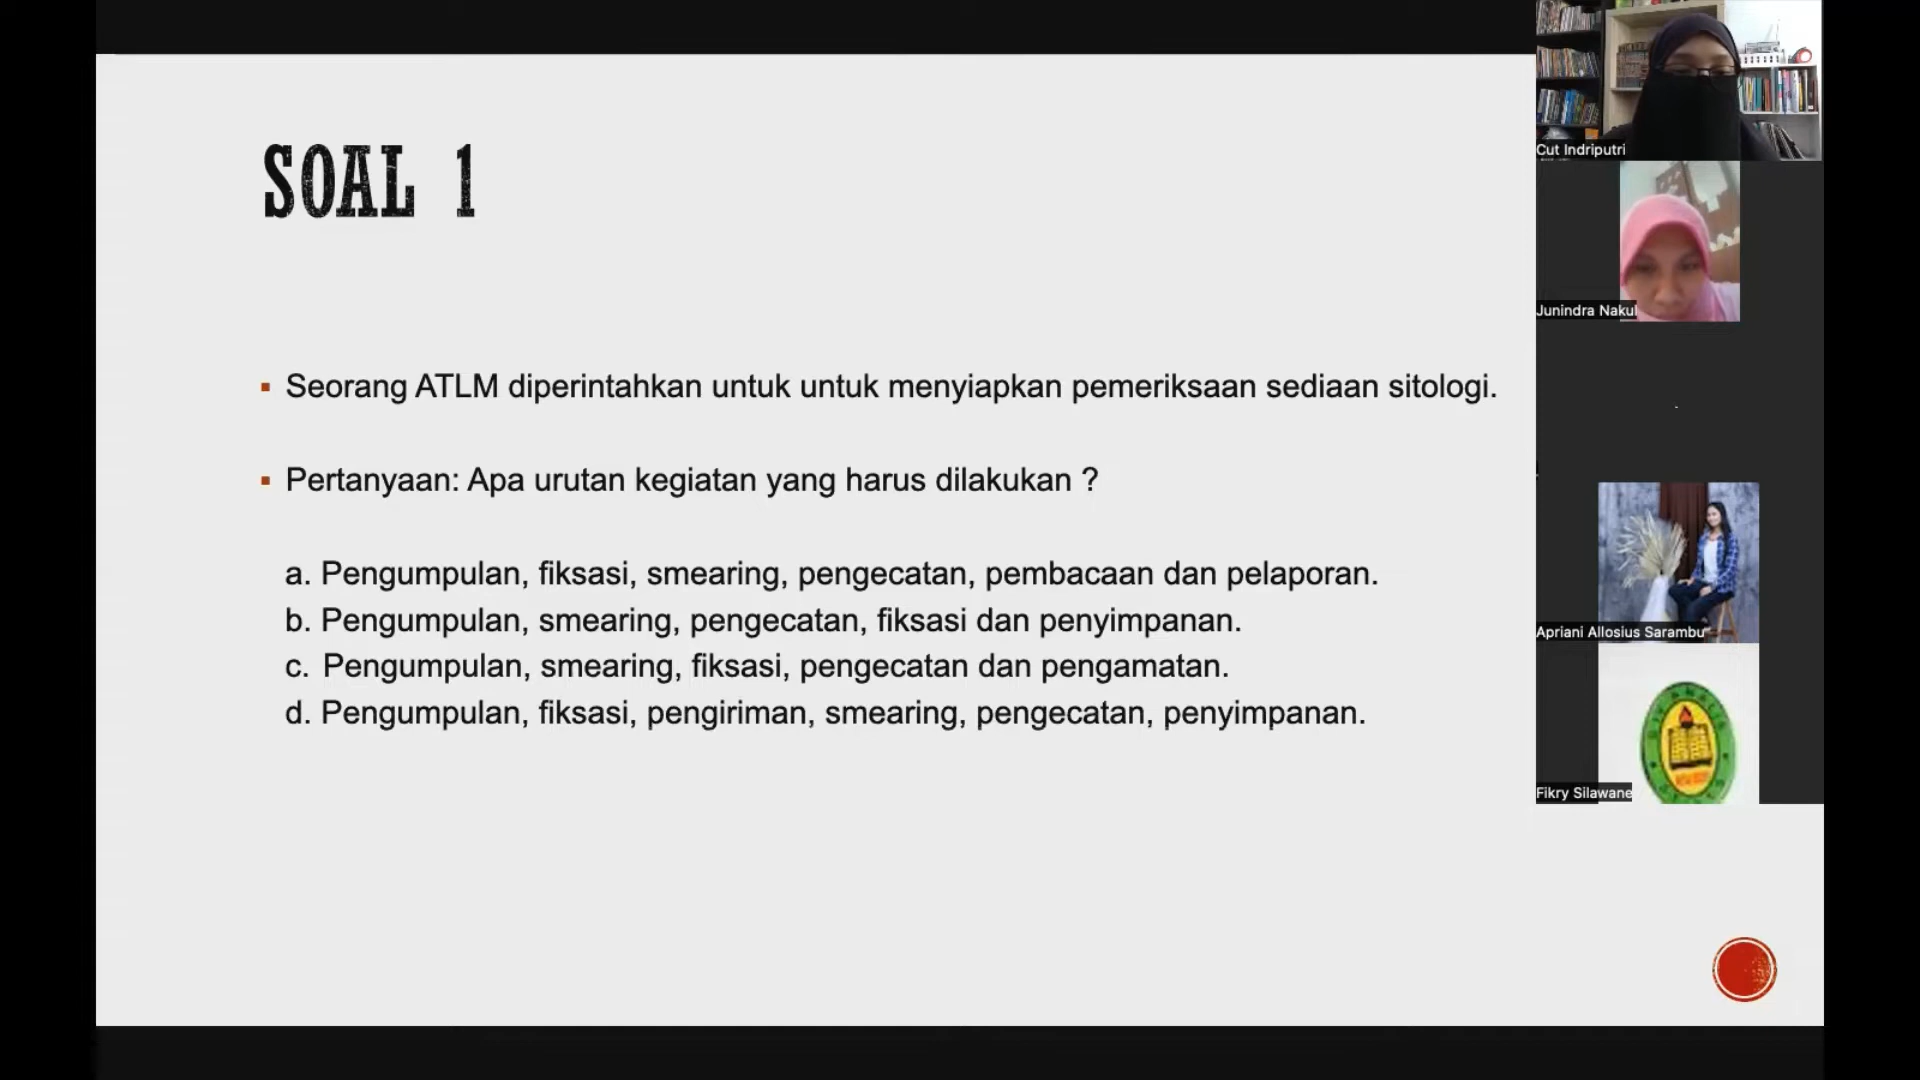 SOAL 1
▪ Seorang ATLM diperintahkan untuk untuk menyiapkan pemeriksaan sediaan sitologi.
▪ Pertanyaan: Apa urutan kegiatan yang harus dilakukan ?
a. Pengumpulan, fiksasi, smearing, pengecatan, pembacaan dan pelaporan.
b. Pengumpulan, smearing, pengecatan, fiksasi dan penyimpanan.
c. Pengumpulan, smearing, fiksasi, pengecatan dan pengamatan.
d. Pengumpulan, fiksasi, pengiriman, smearing, pengecatan, penyimpanan.
Cut Indriputri
Junindra Nakul
Apriani Allosius Sarambu
Fikry Silawane